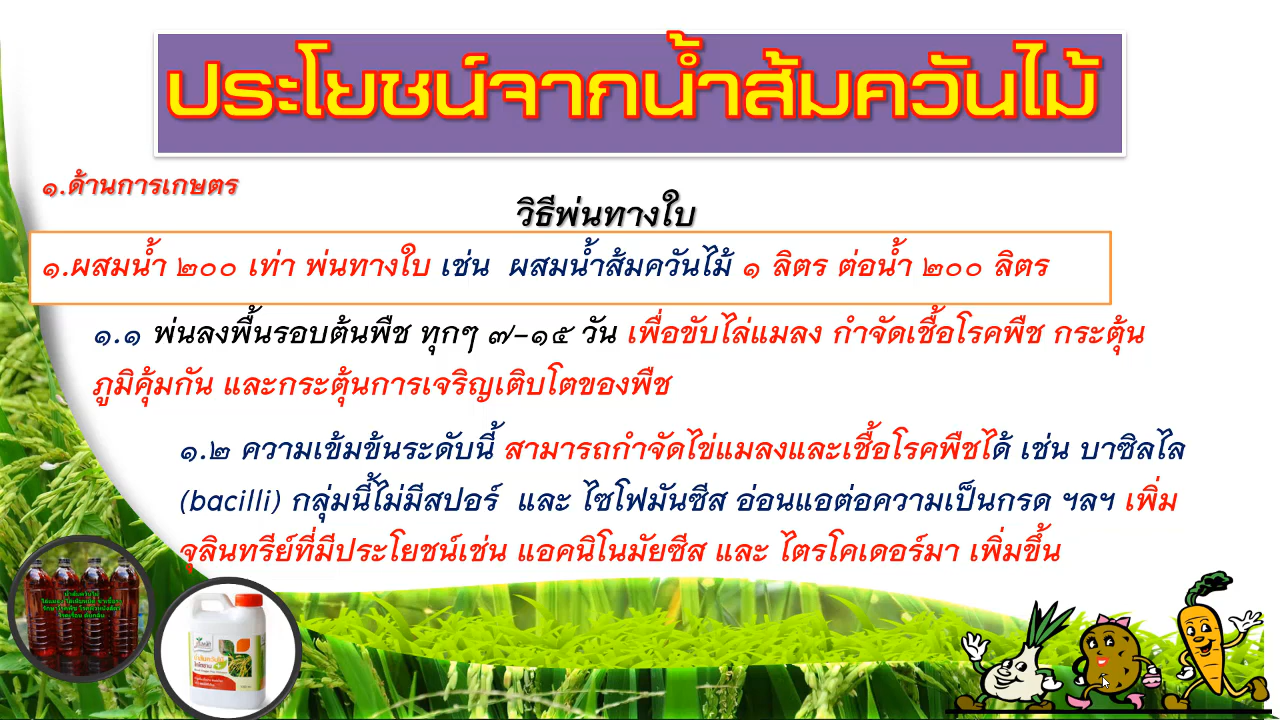 ประโยชน์จากน้ำส้มควันไม้
๑.ด้านการเกษตร
วิธีพ่นทางใบ
๑.ผสมน้ำ ๒๐๐ เท่า พ่นทางใบ เช่น ผสมน้ำส้มควันไม้ ๑ ลิตร ต่อน้ำ ๒๐๐ ลิตร
๑.๑ พ่นลงพื้นรอบต้นพืช ทุกๆ ๗-๑๕ วัน เพื่อขับไล่แมลง กำจัดเชื้อโรคพืช กระตุ้น
ภูมิคุ้มกัน และกระตุ้นการเจริญเติบโตของพืช
๑.๒ ความเข้มข้นระดับนี้ สามารถกำจัดไข่แมลงและเชื้อโรคพืชได้ เช่น บาซิลไล
(bacilli) กลุ่มนี้ไม่มีสปอร์ และ ไซโฟมันซีส อ่อนแอต่อความเป็นกรด ฯลฯ เพิ่ม
จุลินทรีย์ที่มีประโยชน์เช่น แอคนิโนมัยซีส และ ไตรโคเดอร์มา เพิ่มขึ้น
น้ำส้มควันไม้